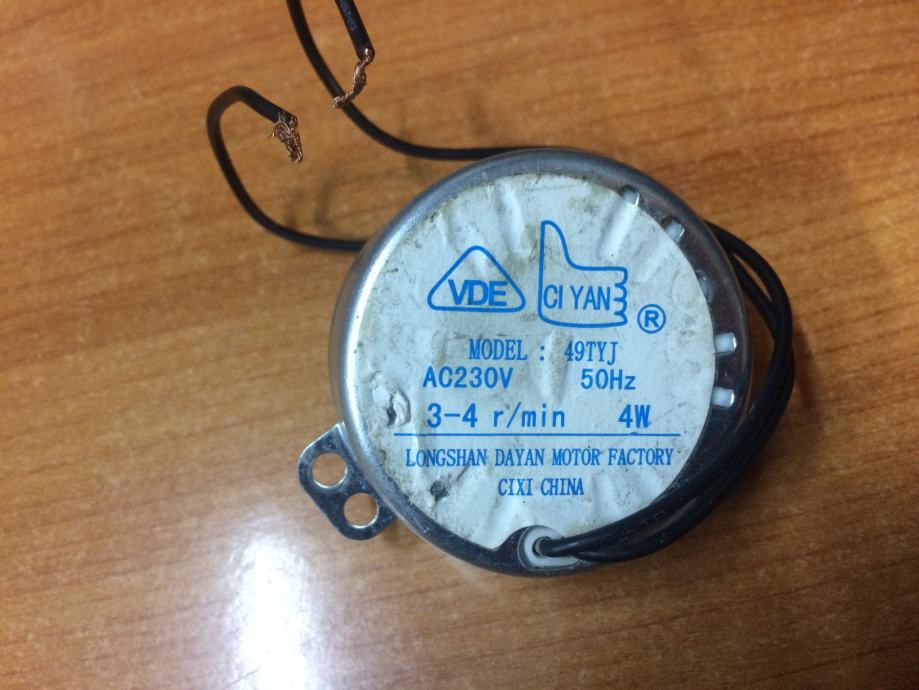 VDE CI YAN ®
MODEL : 49TYJ
AC230V 50Hz
3-4 r/min 4W
LONGSHAN DAYAN MOTOR FACTORY
CIXI CHINA